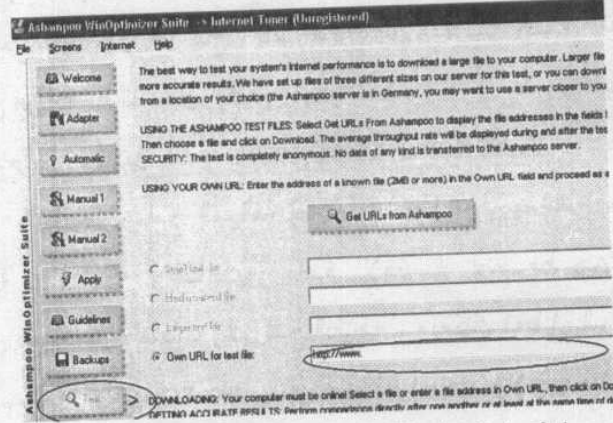 Ashampoo WinOptimizer Suite -> Internet Tuner (Unregistered)
File Screens Internet Help
Welcome
Adapter
Automatic
Manual 1
Manual 2
Apply
Guidelines
Backups
Test
Ashampoo WinOptimizer Suite
The best way to test your system's Internet performance is to download a large file to your computer. Larger file
more accurate results. We have set up files of three different sizes on our server for this test, or you can downl
from a location of your choice (the Ashampoo server is in Germany, you may want to use a server closer to you
USING THE ASHAMPOO TEST FILES: Select Get URLs From Ashampoo to display the file addresses in the fields
Then choose a file and click on Download. The average throughput rate will be displayed during and after the tes
SECURITY: The test is completely anonymous. No data of any kind is transferred to the Ashampoo server.
USING YOUR OWN URL: Enter the address of a known file (2MB or more) in the Own URL field and proceed as
Get URLs from Ashampoo
Small test file
Medium test file
Large test file
Own URL for test file:
http://www.
DOWNLOADING: Your computer must be online! Select a file or enter a file address in Own URL, then click on Do
GETTING ACCURATE RESULTS: Perform comparisons directly after one another or at least at the same time of d